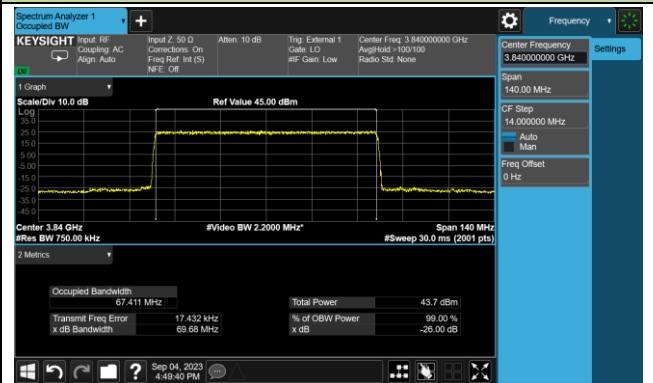 Spectrum Analyzer 1
Occupied BW
Frequency
KEYSIGHT
Input: RF
Coupling: AC
Align: Auto
Input Z: 50 Ω
Corrections: On
Freq Ref: Int (S)
NFE: Off
Atten: 10 dB
Trig: External 1
Gate: LO
#IF Gain: Low
Center Freq: 3.840000000 GHz
Avg|Hold:>100/100
Radio Std: None
Center Frequency
3.840000000 GHz
Settings
Span
140.00 MHz
CF Step
14.000000 MHz
Auto
Man
Freq Offset
0 Hz
1 Graph
Scale/Div 10.0 dB
Ref Value 45.00 dBm
Log
35.0
25.0
15.0
5.00
-5.00
-15.0
-25.0
-35.0
-45.0
Center 3.84 GHz
#Video BW 2.2000 MHz*
Span 140 MHz
#Res BW 750.00 kHz
#Sweep 30.0 ms (2001 pts)
2 Metrics
Occupied Bandwidth
67.411 MHz
Total Power
43.7 dBm
Transmit Freq Error
17.432 kHz
% of OBW Power
99.00 %
x dB Bandwidth
69.68 MHz
x dB
-26.00 dB
Sep 04, 2023
4:49:40 PM